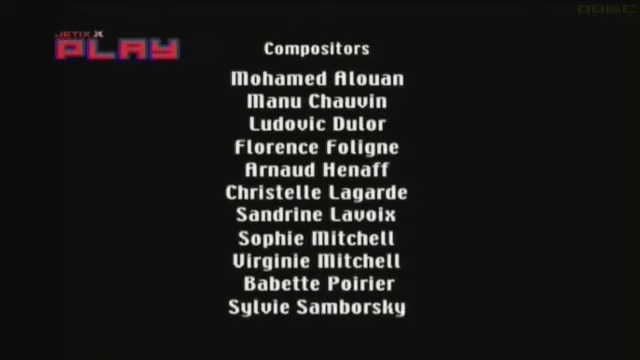 JETIX X
PLAY
Compositors
Mohamed Alouan
Manu Chauvin
Ludovic Dulor
Florence Foligne
Arnaud Henaff
Christelle Lagarde
Sandrine Lavoix
Sophie Mitchell
Virginie Mitchell
Babette Poirier
Sylvie Samborsky